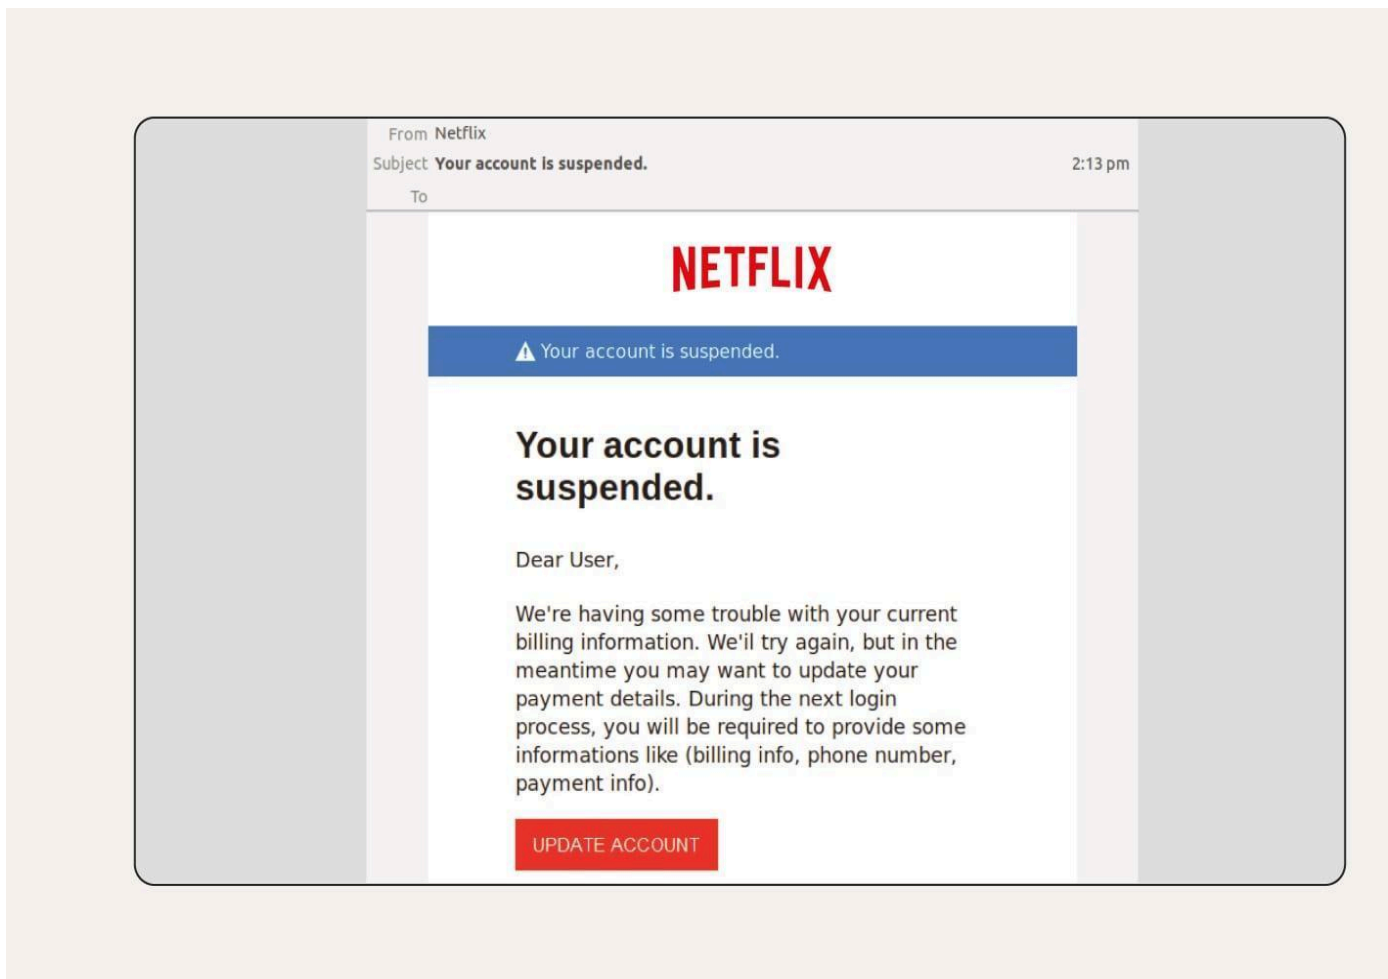 From Netflix
Subject Your account is suspended. 2:13 pm
To
NETFLIX
Your account is suspended.
Your account is
suspended.
Dear User,
We're having some trouble with your current
billing information. We'il try again, but in the
meantime you may want to update your
payment details. During the next login
process, you will be required to provide some
informations like (billing info, phone number,
payment info).
UPDATE ACCOUNT